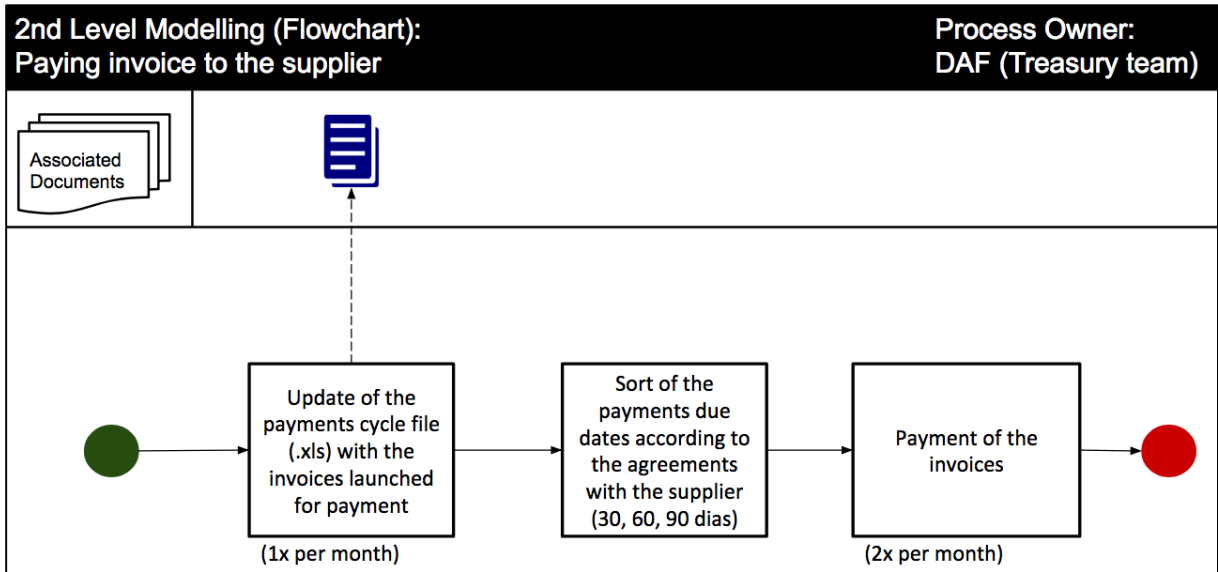 2nd Level Modelling (Flowchart):
Paying invoice to the supplier
Process Owner:
DAF (Treasury team)
Associated
Documents
Update of the
payments cycle file
(.xls) with the
invoices launched
for payment
(1x per month)
Sort of the
payments due
dates according to
the agreements
with the supplier
(30, 60, 90 dias)
Payment of the
invoices
(2x per month)